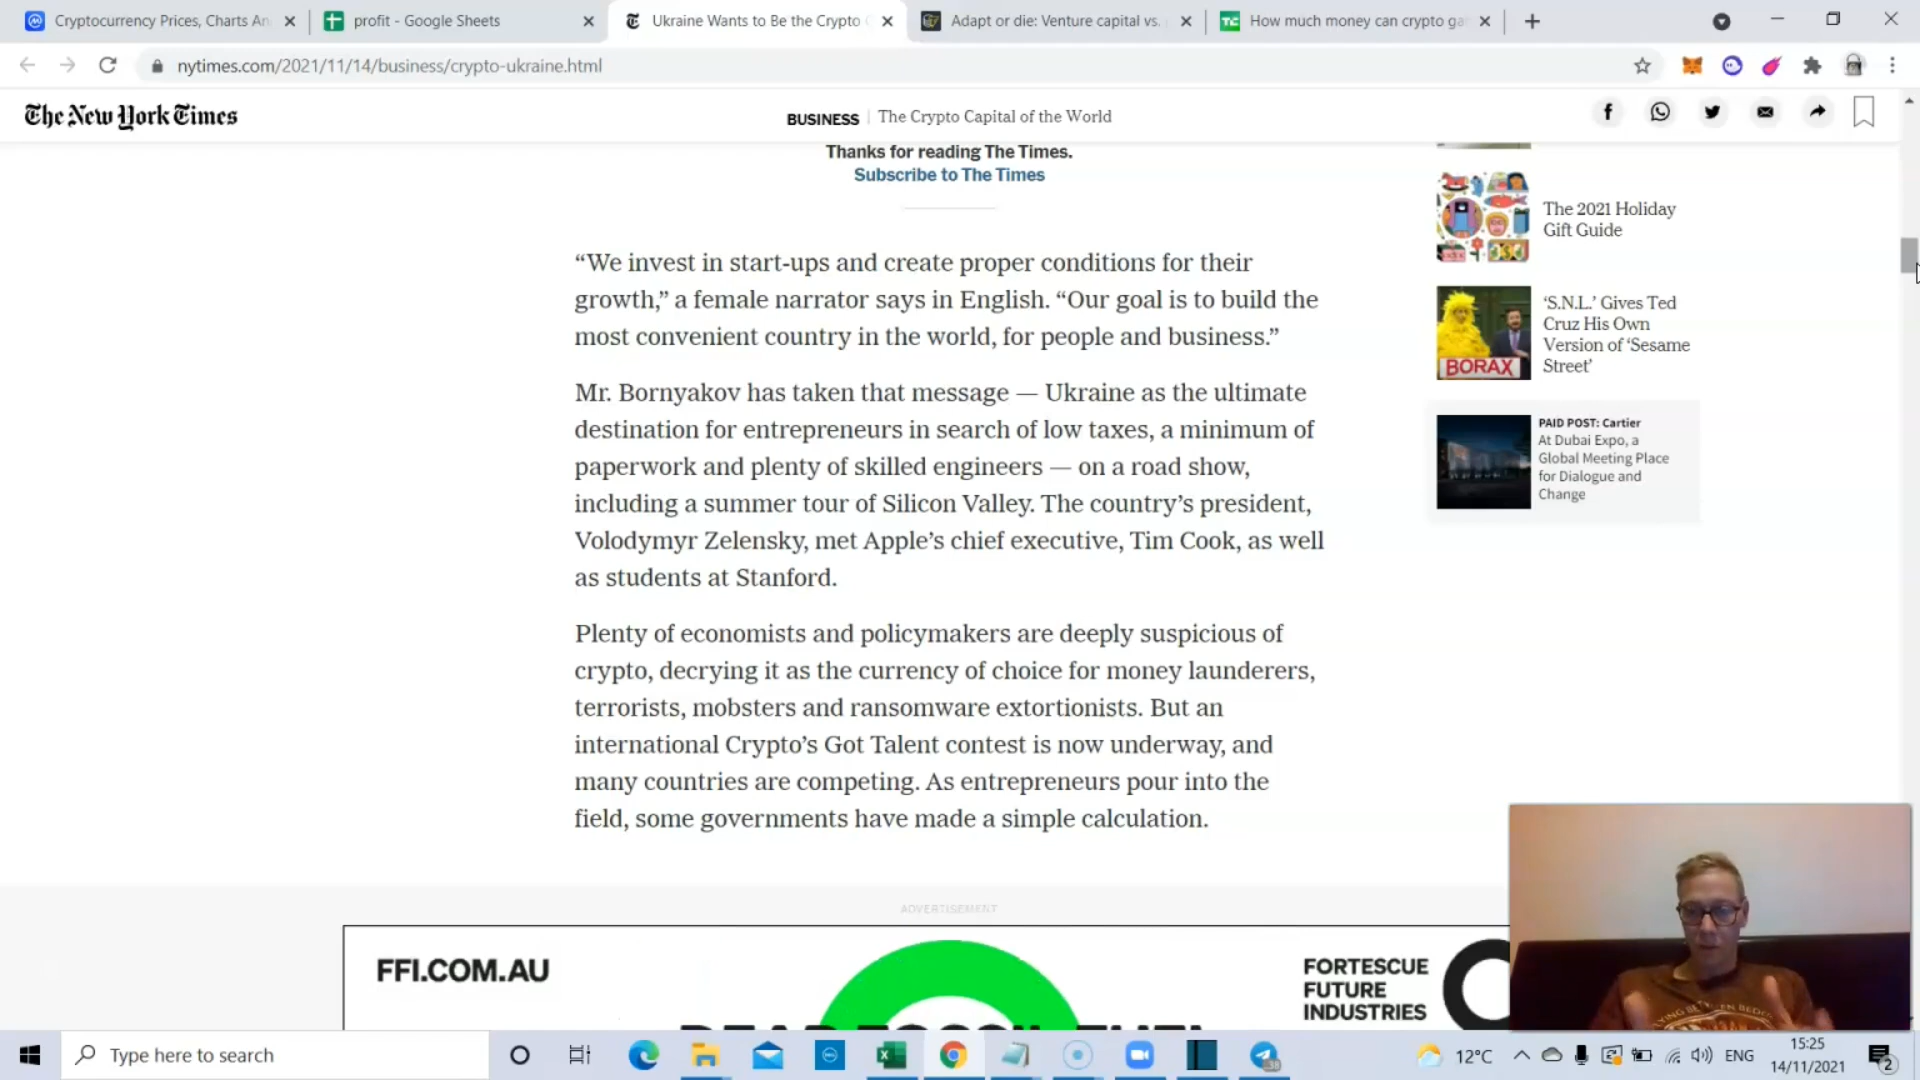 Cryptocurrency Prices, Charts An
profit - Google Sheets
Ukraine Wants to Be the Crypto
Adapt or die: Venture capital vs.
How much money can crypto ga
nytimes.com/2021/11/14/business/crypto-ukraine.html
The New York Times
BUSINESS | The Crypto Capital of the World
Thanks for reading The Times.
Subscribe to The Times
“We invest in start-ups and create proper conditions for their
growth,” a female narrator says in English. “Our goal is to build the
most convenient country in the world, for people and business.”
Mr. Bornyakov has taken that message — Ukraine as the ultimate
destination for entrepreneurs in search of low taxes, a minimum of
paperwork and plenty of skilled engineers — on a road show,
including a summer tour of Silicon Valley. The country’s president,
Volodymyr Zelensky, met Apple’s chief executive, Tim Cook, as well
as students at Stanford.
Plenty of economists and policymakers are deeply suspicious of
crypto, decrying it as the currency of choice for money launderers,
terrorists, mobsters and ransomware extortionists. But an
international Crypto’s Got Talent contest is now underway, and
many countries are competing. As entrepreneurs pour into the
field, some governments have made a simple calculation.
The 2021 Holiday
Gift Guide
‘S.N.L.’ Gives Ted
Cruz His Own
Version of ‘Sesame
Street’
BORAX
PAID POST: Cartier
At Dubai Expo, a
Global Meeting Place
for Dialogue and
Change
ADVERTISEMENT
FFI.COM.AU
FORTESCUE
FUTURE
INDUSTRIES
Type here to search
12°C
ENG
15:25
14/11/2021
2